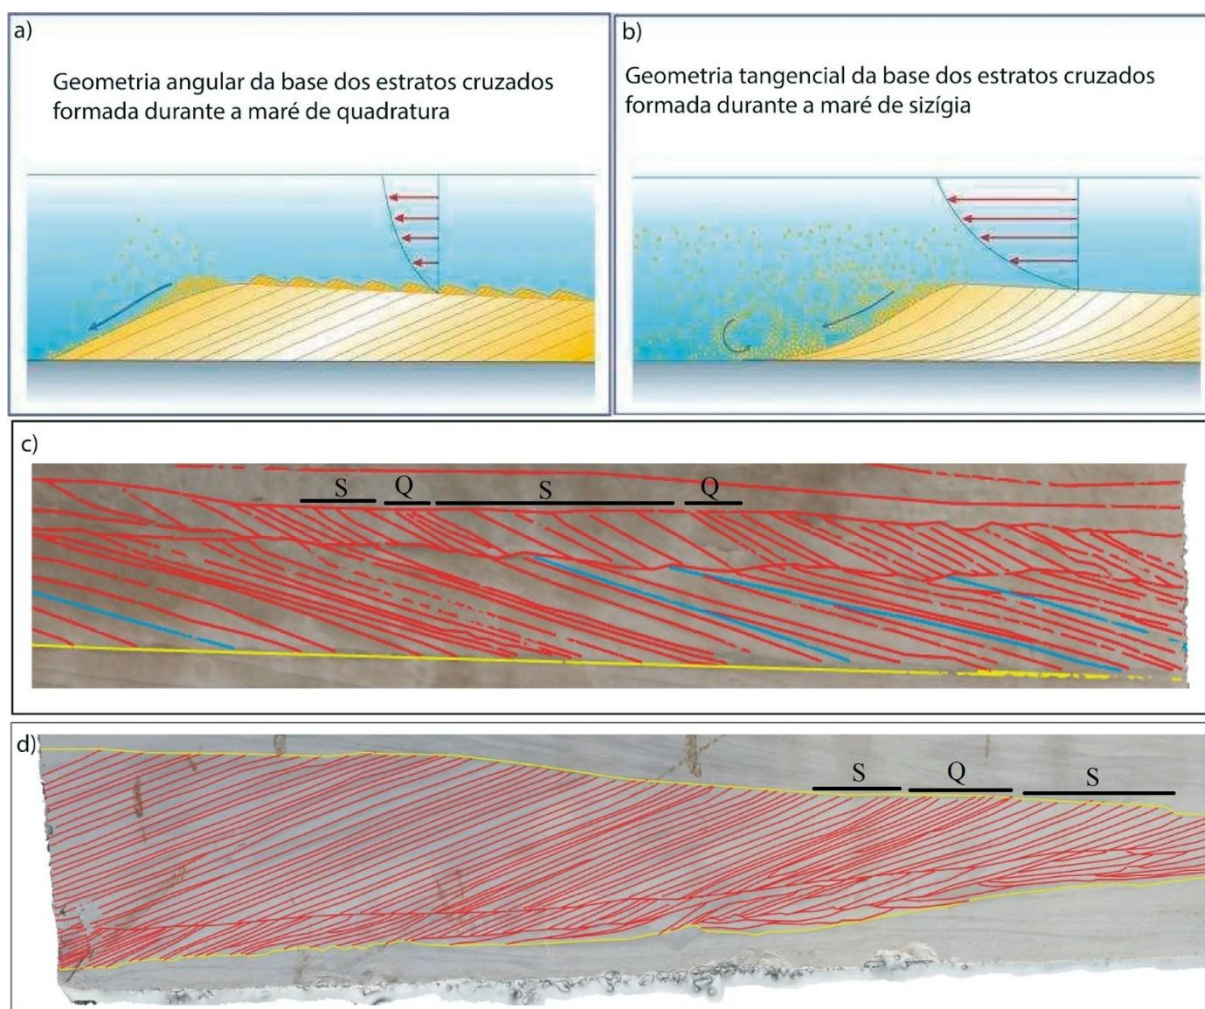 a)
Geometria angular da base dos estratos cruzados
formada durante a maré de quadratura
b)
Geometria tangencial da base dos estratos cruzados
formada durante a maré de sizígia
c)
S Q S Q
d)
S Q S